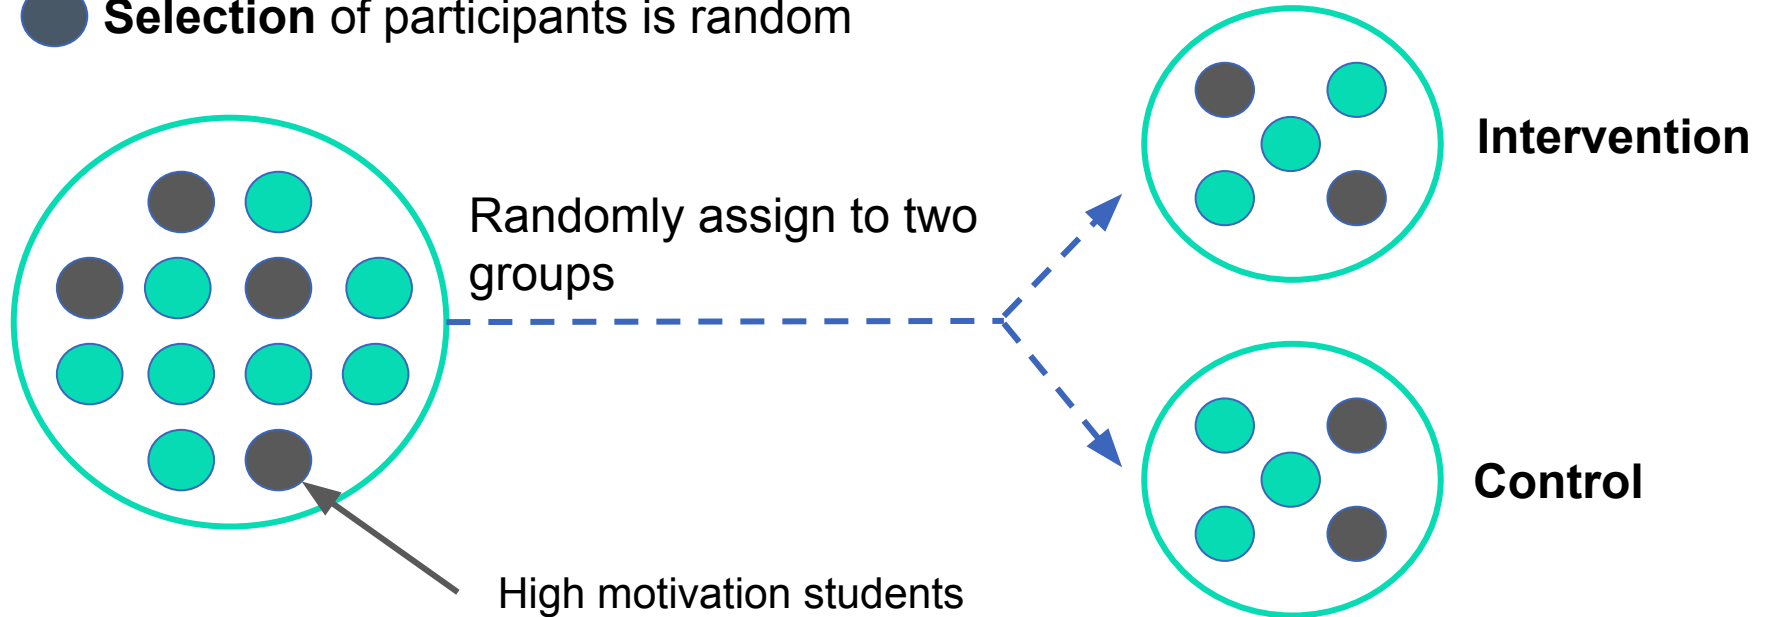 Selection of participants is random
Intervention
Randomly assign to two
groups
Control
High motivation students